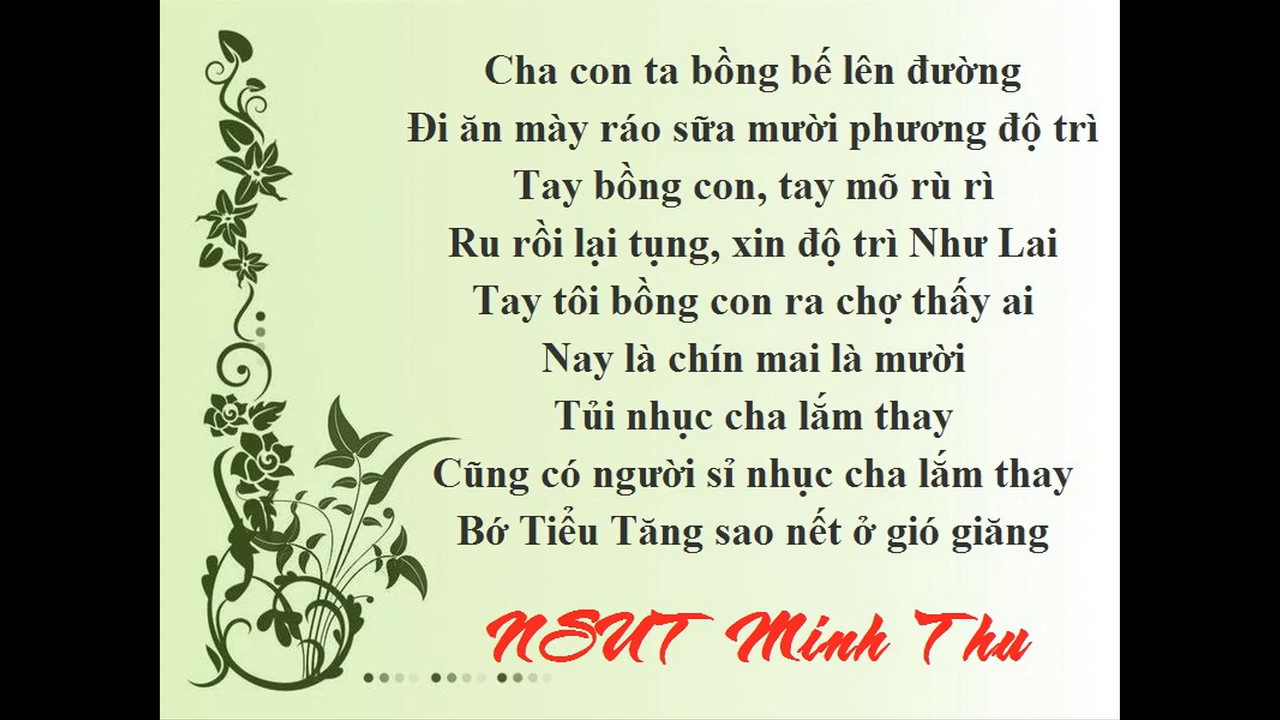 Cha con ta bồng bế lên đường
Đi ăn mày ráo sữa mười phương độ trì
Tay bồng con, tay mõ rù rì
Ru rồi lại tụng, xin độ trì Như Lai
Tay tôi bồng con ra chợ thấy ai
Nay là chín mai là mười
Tủi nhục cha lắm thay
Cũng có người sỉ nhục cha lắm thay
Bớ Tiểu Tăng sao nết ở gió giăng
NSUT Minh Thu